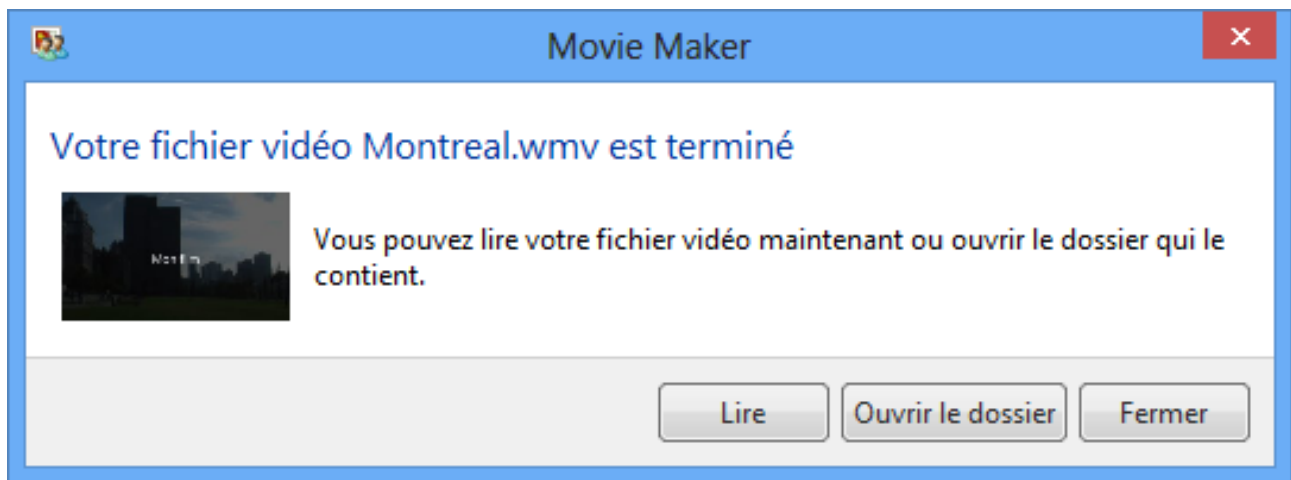 Movie Maker
Votre fichier vidéo Montreal.wmv est terminé
Vous pouvez lire votre fichier vidéo maintenant ou ouvrir le dossier qui le
contient.
Lire
Ouvrir le dossier
Fermer